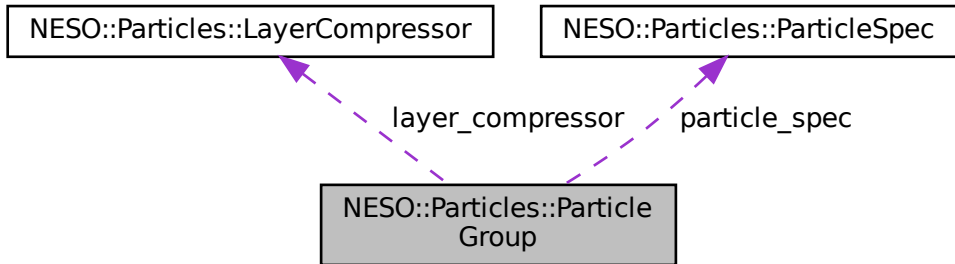 NESO::Particles::LayerCompressor
NESO::Particles::ParticleSpec
layer_compressor
particle_spec
NESO::Particles::Particle
Group